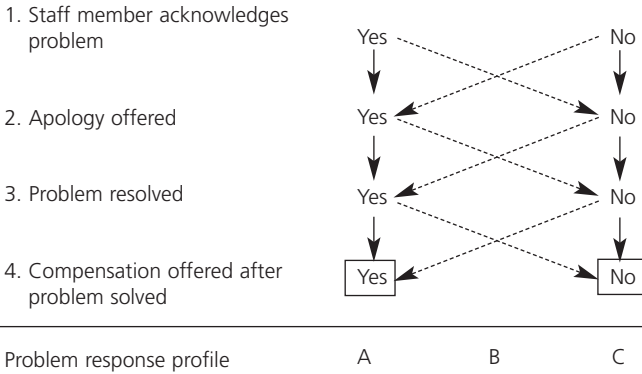 1. Staff member acknowledges
problem
Yes No
2. Apology offered Yes No
3. Problem resolved Yes No
4. Compensation offered after
problem solved
Yes No
Problem response profile A B C